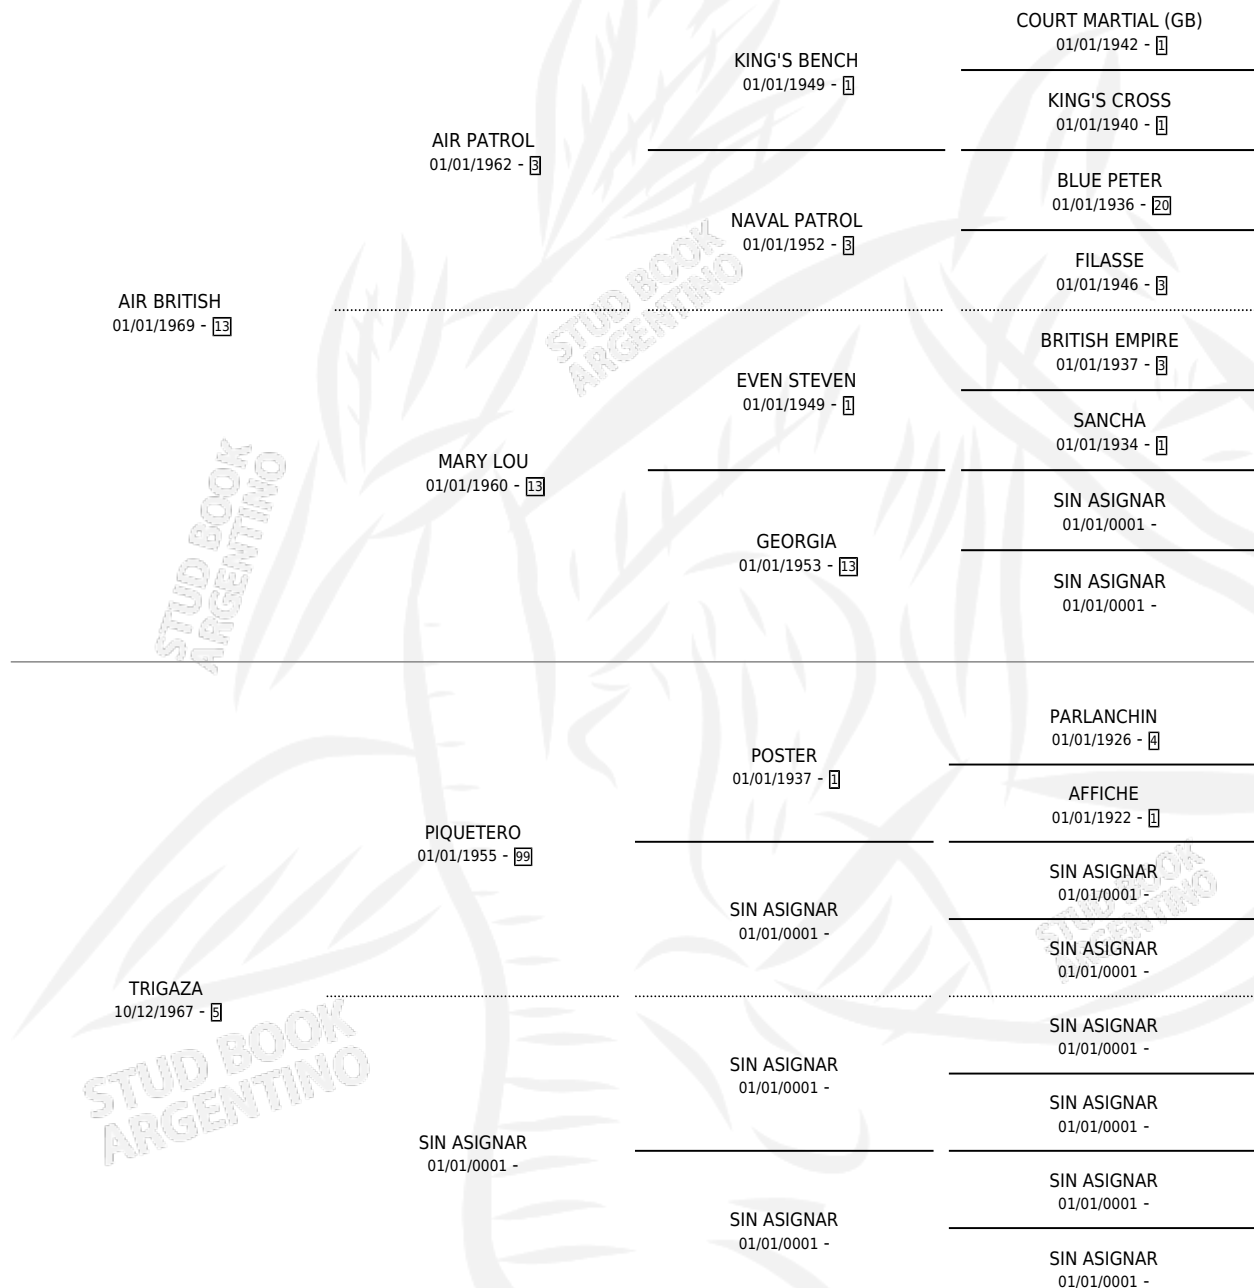 COURT MARTIAL (GB)
01/01/1942 - 1
KING'S BENCH
01/01/1949 - 1
KING'S CROSS
01/01/1940 - 1
AIR PATROL
01/01/1962 - 3
BLUE PETER
01/01/1936 - 20
NAVAL PATROL
01/01/1952 - 3
FILASSE
01/01/1946 - 3
AIR BRITISH
01/01/1969 - 13
BRITISH EMPIRE
01/01/1937 - 3
EVEN STEVEN
01/01/1949 - 1
SANCHA
01/01/1934 - 1
MARY LOU
01/01/1960 - 13
SIN ASIGNAR
01/01/0001 -
GEORGIA
01/01/1953 - 13
SIN ASIGNAR
01/01/0001 -
PARLANCHIN
01/01/1926 - 4
POSTER
01/01/1937 - 1
AFFICHE
01/01/1922 - 1
PIQUETERO
01/01/1955 - 99
SIN ASIGNAR
01/01/0001 -
SIN ASIGNAR
01/01/0001 -
SIN ASIGNAR
01/01/0001 -
TRIGAZA
10/12/1967 - 5
SIN ASIGNAR
01/01/0001 -
SIN ASIGNAR
01/01/0001 -
SIN ASIGNAR
01/01/0001 -
SIN ASIGNAR
01/01/0001 -
SIN ASIGNAR
01/01/0001 -
SIN ASIGNAR
01/01/0001 -
SIN ASIGNAR
01/01/0001 -
STUD BOOK
ARGENTINO
STUD BOOK
ARGENTINO
STUD BOOK
ARGENTINO
STUD BOOK
ARGENTINO